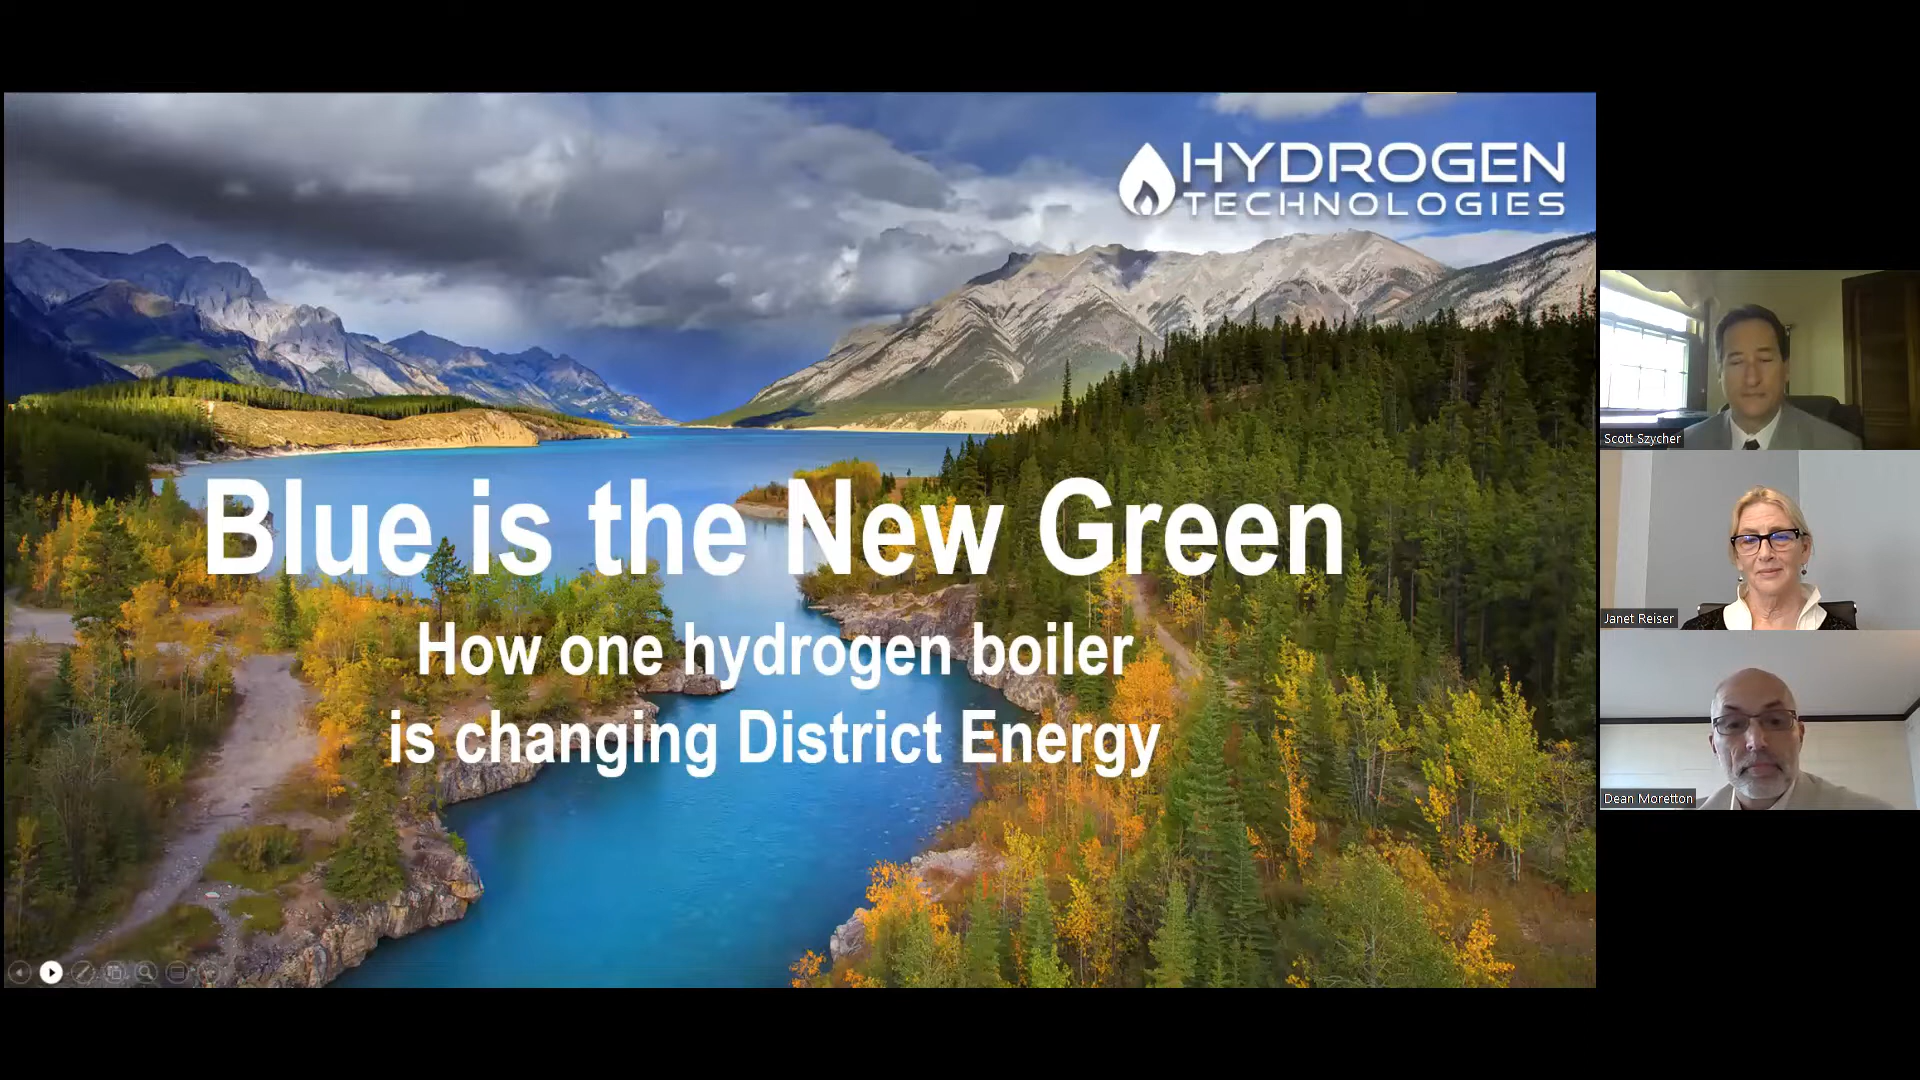 HYDROGEN
TECHNOLOGIES
Blue is the New Green
How one hydrogen boiler
is changing District Energy
Scott Szycher
Janet Reiser
Dean Moretton